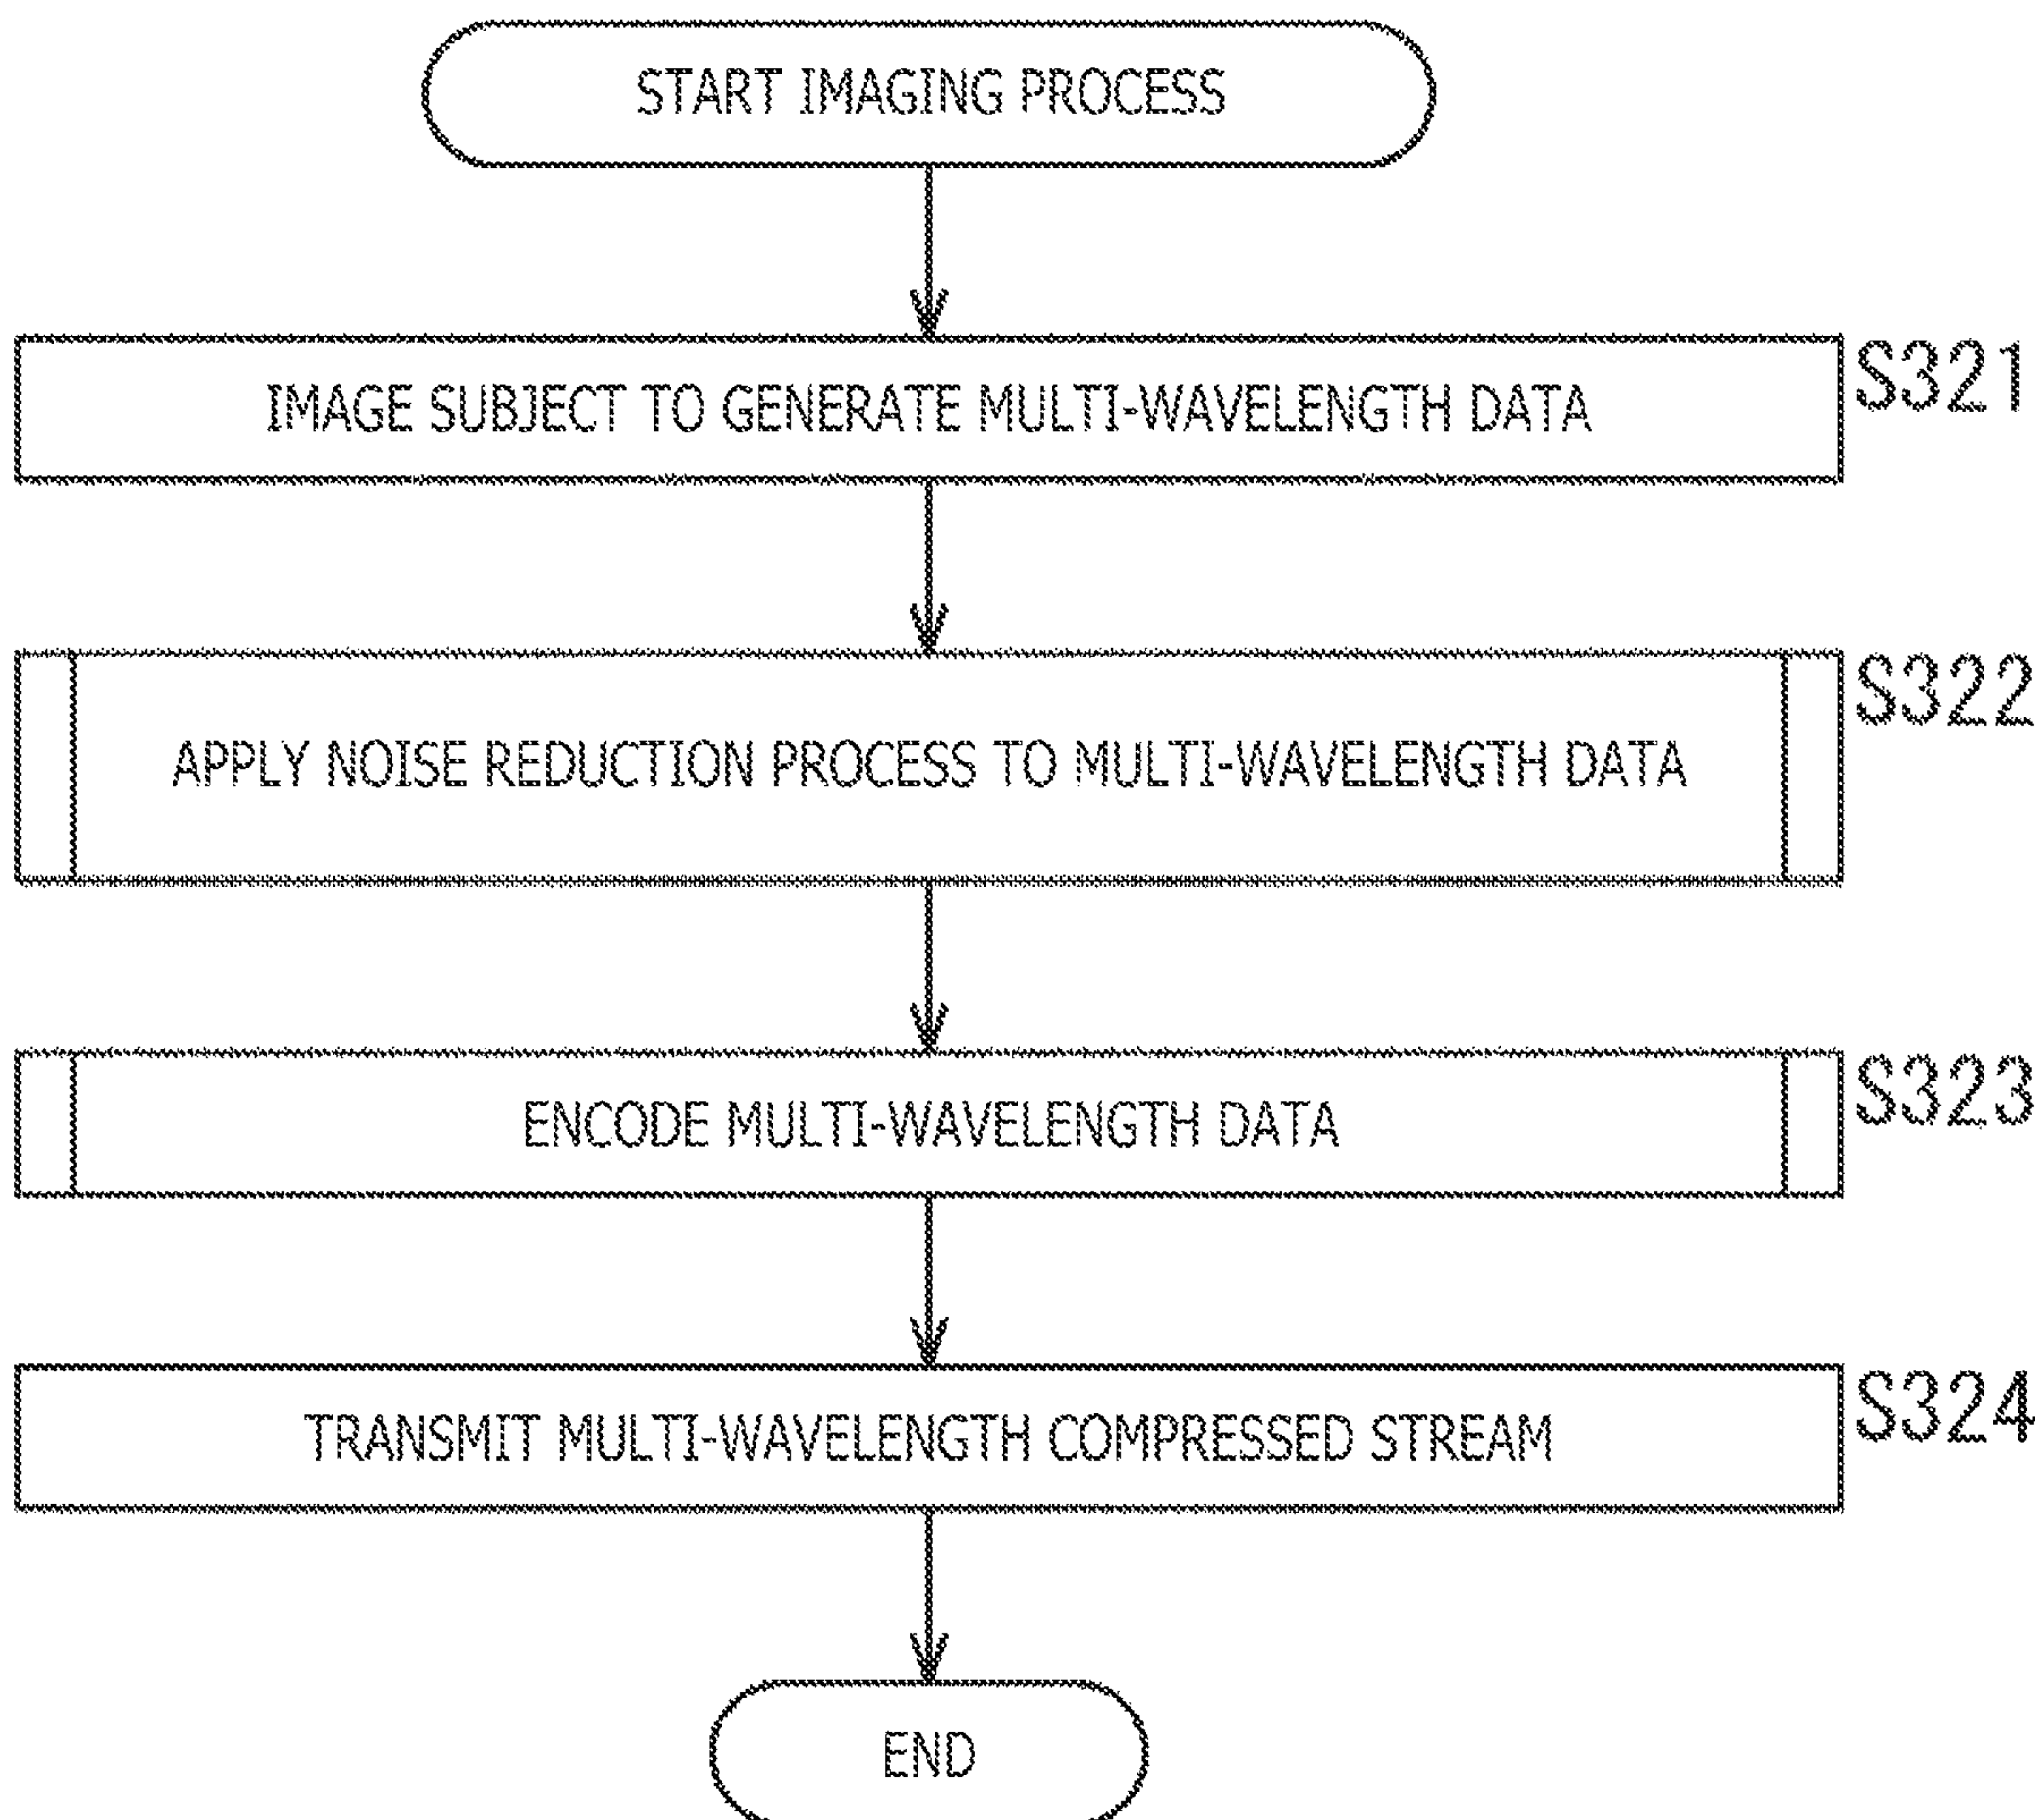 START IMAGING PROCESS
IMAGE SUBJECT TO GENERATE MULTI-WAVELENGTH DATA
S321
APPLY NOISE REDUCTION PROCESS TO MULTI-WAVELENGTH DATA
S322
ENCODE MULTI-WAVELENGTH DATA
S323
TRANSMIT MULTI-WAVELENGTH COMPRESSED STREAM
S324
END